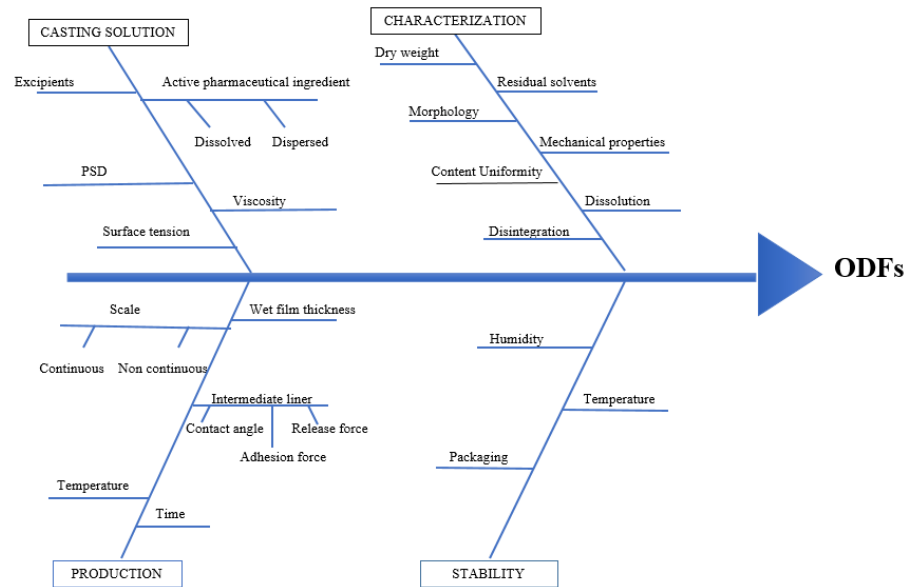 CASTING SOLUTION
Excipients
Active pharmaceutical ingredient
Dissolved
Dispersed
PSD
Viscosity
Surface tension
CHARACTERIZATION
Dry weight
Residual solvents
Morphology
Mechanical properties
Content Uniformity
Dissolution
Disintegration
ODFs
Scale
Wet film thickness
Continuous
Non continuous
Intermediate liner
Contact angle
Release force
Adhesion force
Temperature
Time
PRODUCTION
Humidity
Temperature
Packaging
STABILITY